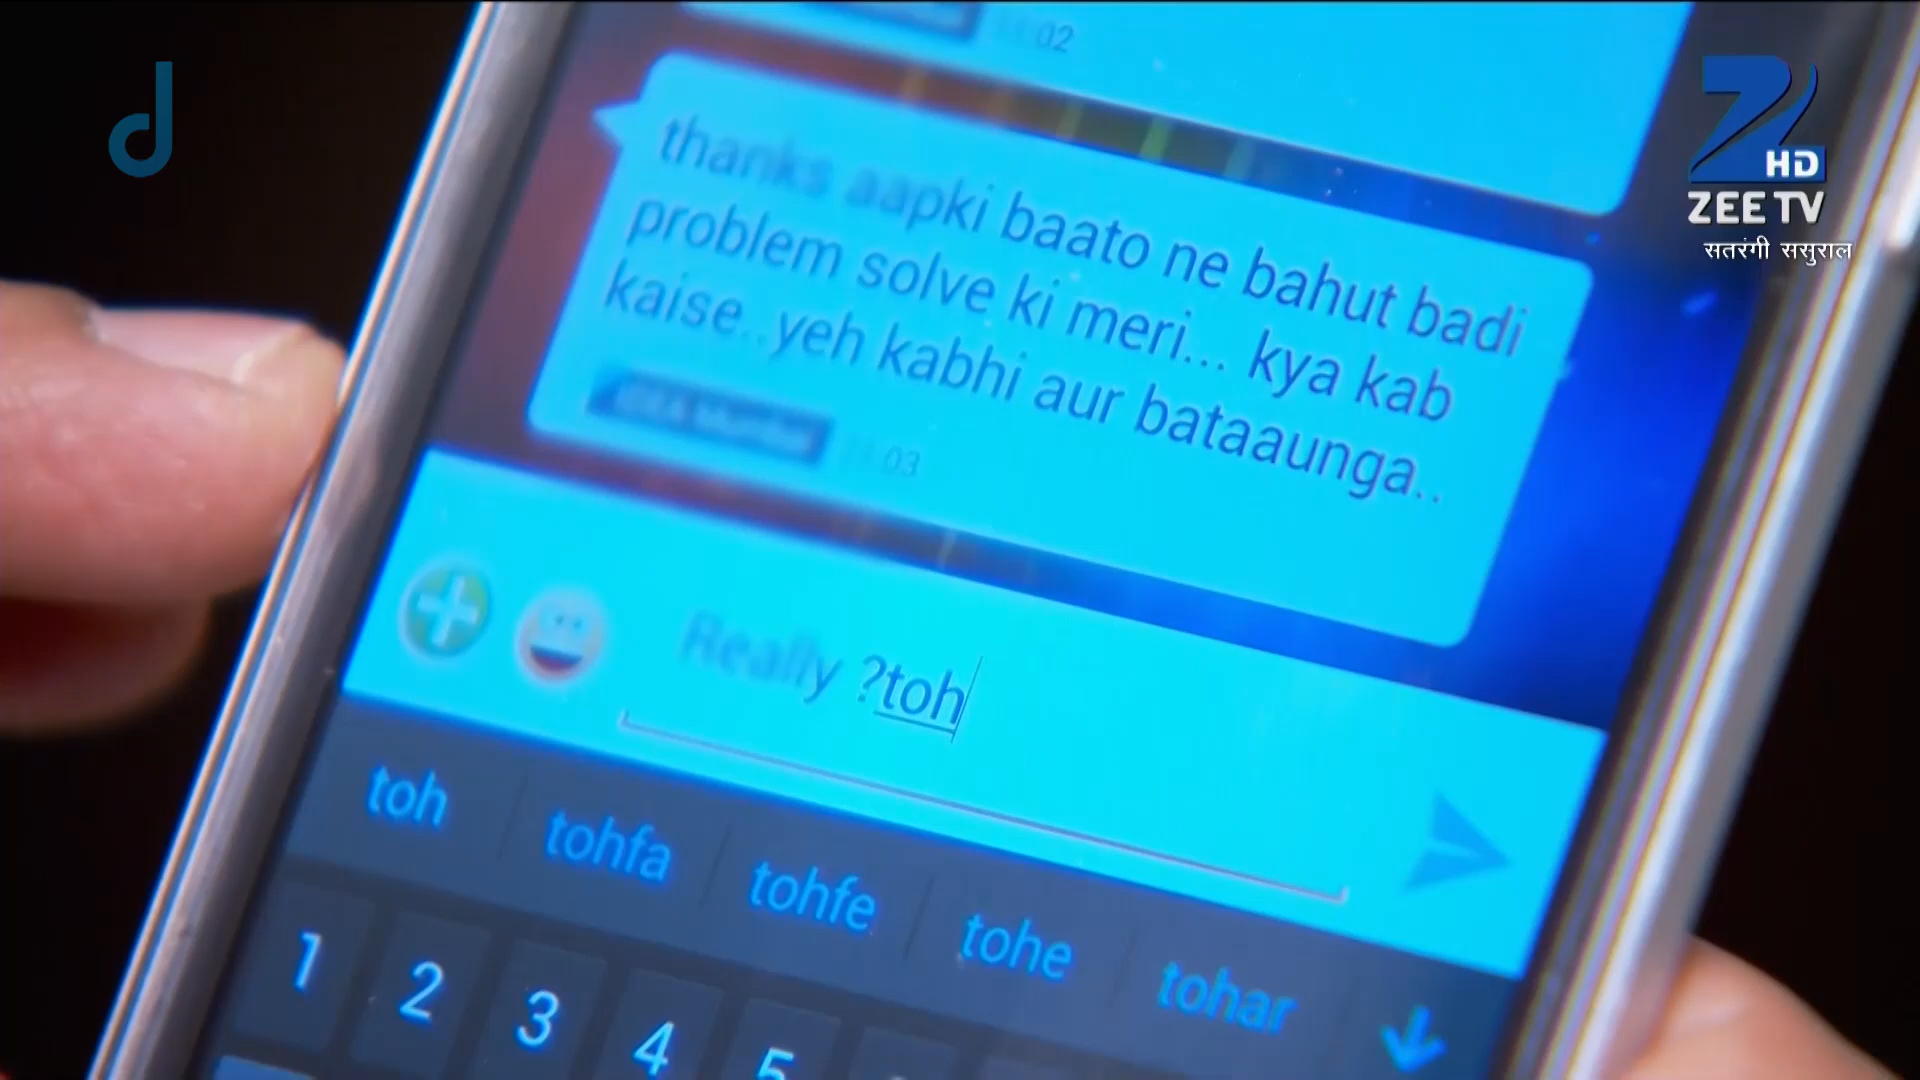 02
thanks aapki baato ne bahut badi
problem solve ki meri... kya kab
kaise..yeh kabhi aur bataaunga..
03
Really ?toh
toh tohfa tohfe tohe tohar
1 2 3 4 5
HD
ZEE TV
सतरंगी ससुराल